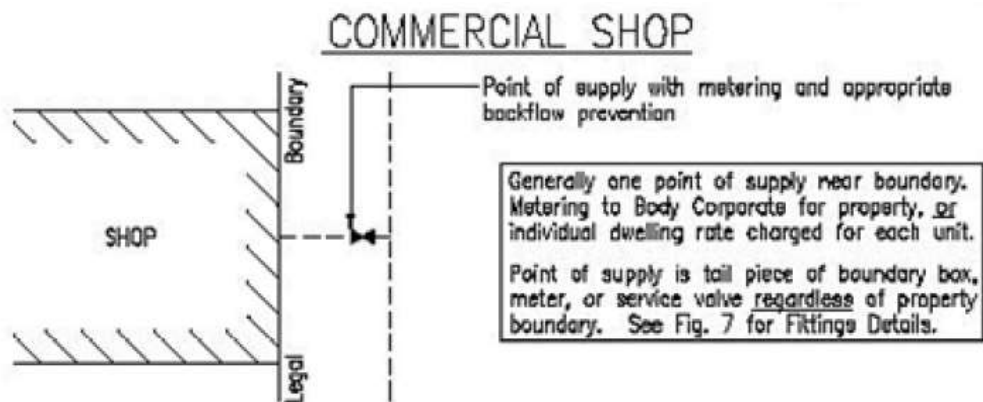 COMMERCIAL SHOP
Point of supply with metering and appropriate
backflow prevention
Legal Boundary
SHOP
Generally one point of supply near boundary.
Metering to Body Corporate for property, or
individual dwelling rate charged for each unit.
Point of supply is tail piece of boundary box,
meter, or service valve regardless of property
boundary. See Fig. 7 for Fittings Details.